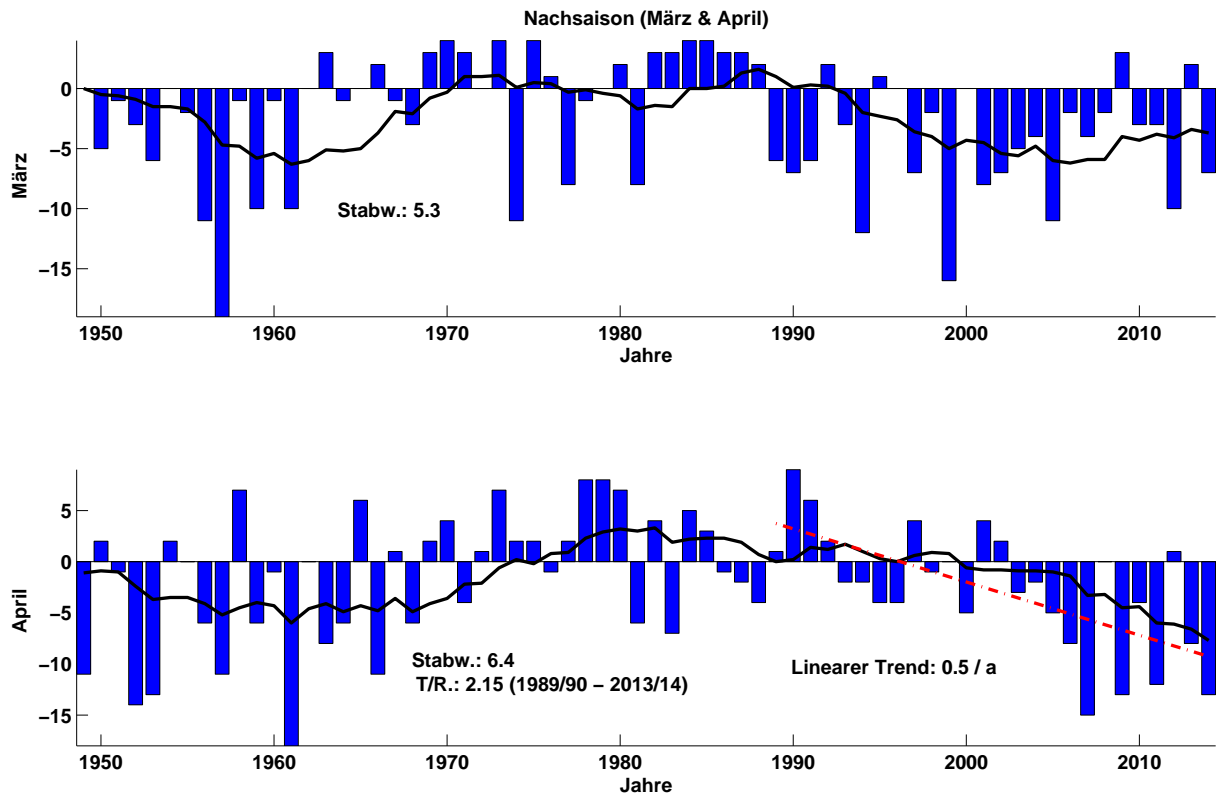 Nachsaison (März & April)
0
−5
−10
−15
März
Stabw.: 5.3
1950 1960 1970 1980 1990 2000 2010
Jahre
5
0
−5
−10
−15
April
Stabw.: 6.4
T/R.: 2.15 (1989/90 − 2013/14)
Linearer Trend: 0.5 / a
1950 1960 1970 1980 1990 2000 2010
Jahre